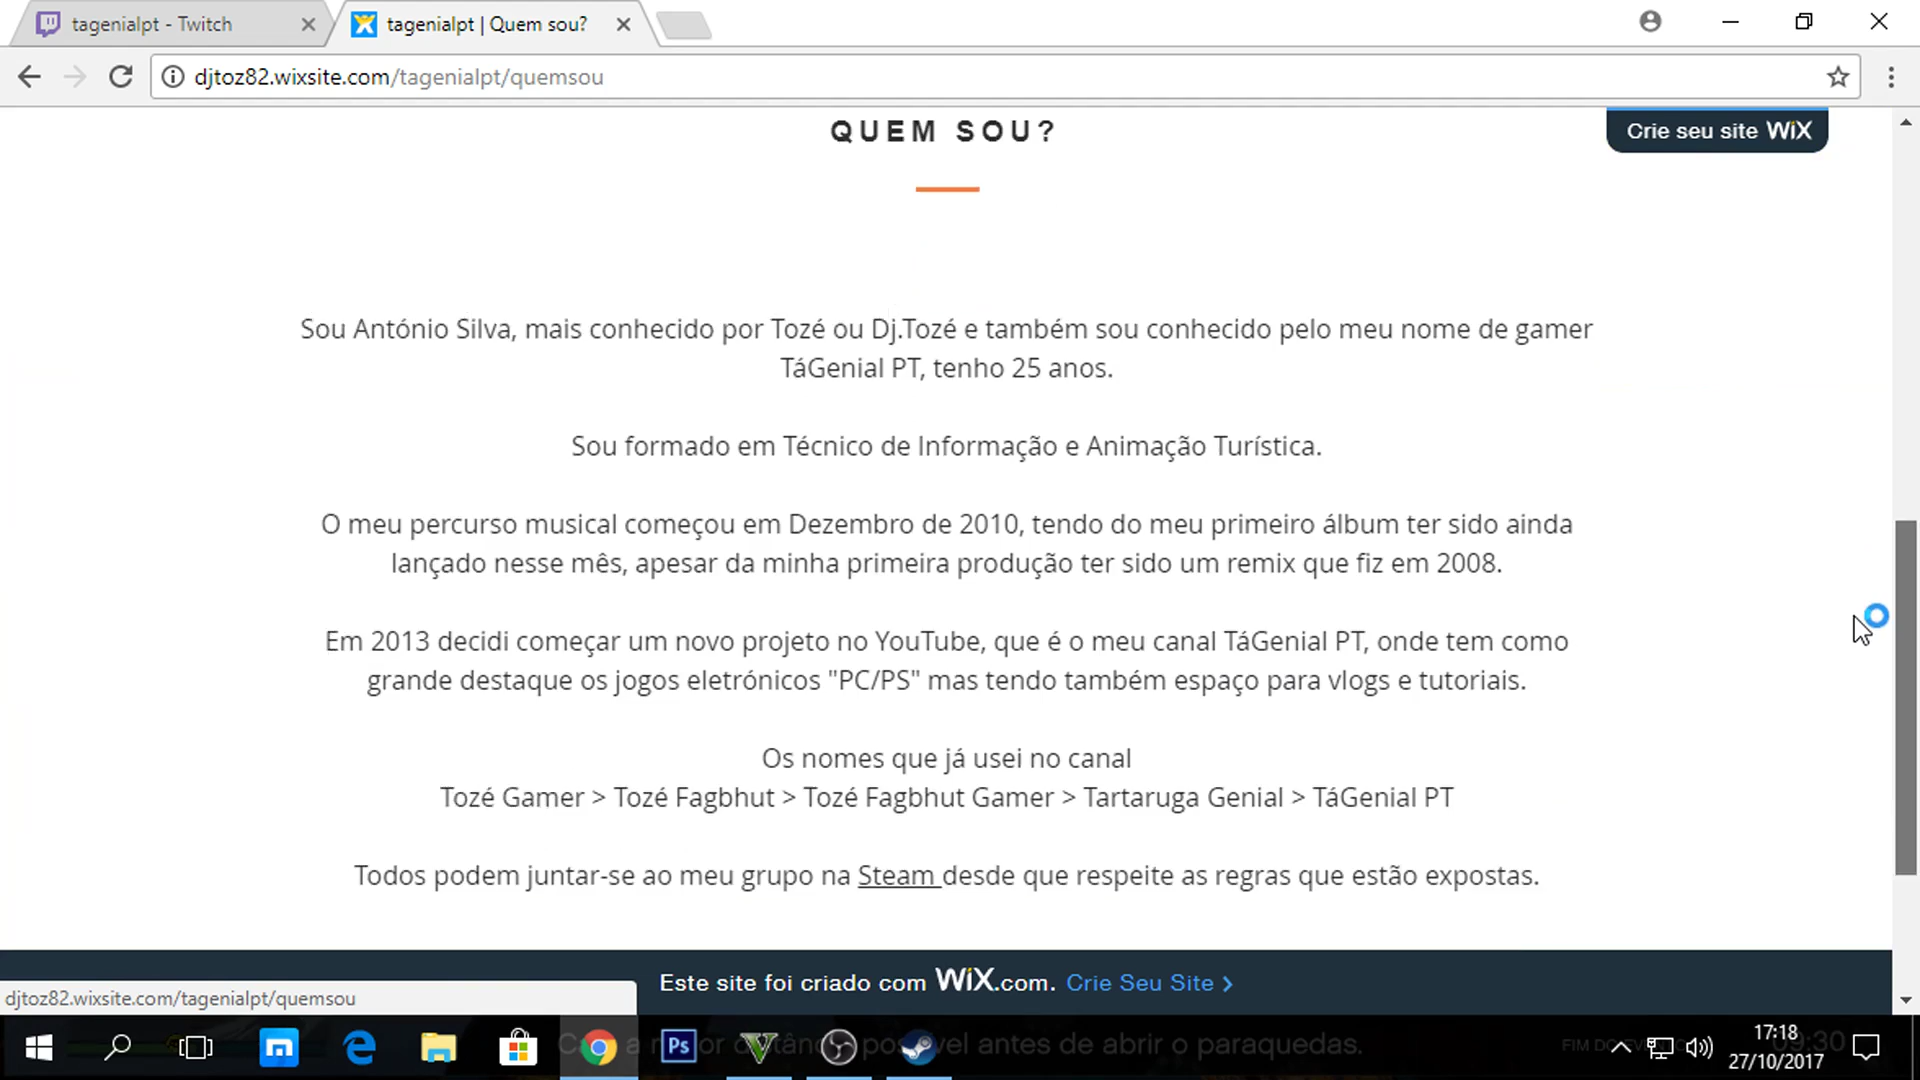 tagenialpt - Twitch
tagenialpt | Quem sou?
djtoz82.wixsite.com/tagenialpt/quemsou
QUEM SOU?
Crie seu site WiX
Sou António Silva, mais conhecido por Tozé ou Dj.Tozé e também sou conhecido pelo meu nome de gamer
TáGenial PT, tenho 25 anos.
Sou formado em Técnico de Informação e Animação Turística.
O meu percurso musical começou em Dezembro de 2010, tendo do meu primeiro álbum ter sido ainda
lançado nesse mês, apesar da minha primeira produção ter sido um remix que fiz em 2008.
Em 2013 decidi começar um novo projeto no YouTube, que é o meu canal TáGenial PT, onde tem como
grande destaque os jogos eletrónicos "PC/PS" mas tendo também espaço para vlogs e tutoriais.
Os nomes que já usei no canal
Tozé Gamer > Tozé Fagbhut > Tozé Fagbhut Gamer > Tartaruga Genial > TáGenial PT
Todos podem juntar-se ao meu grupo na Steam desde que respeite as regras que estão expostas.
Este site foi criado com WiX.com. Crie Seu Site >
djtoz82.wixsite.com/tagenialpt/quemsou
Ps
antes de abrir o paraquedas.
17:18
27/10/2017